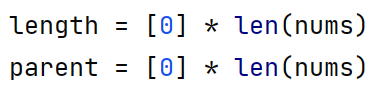 length = [0] * len(nums)
parent = [0] * len(nums)